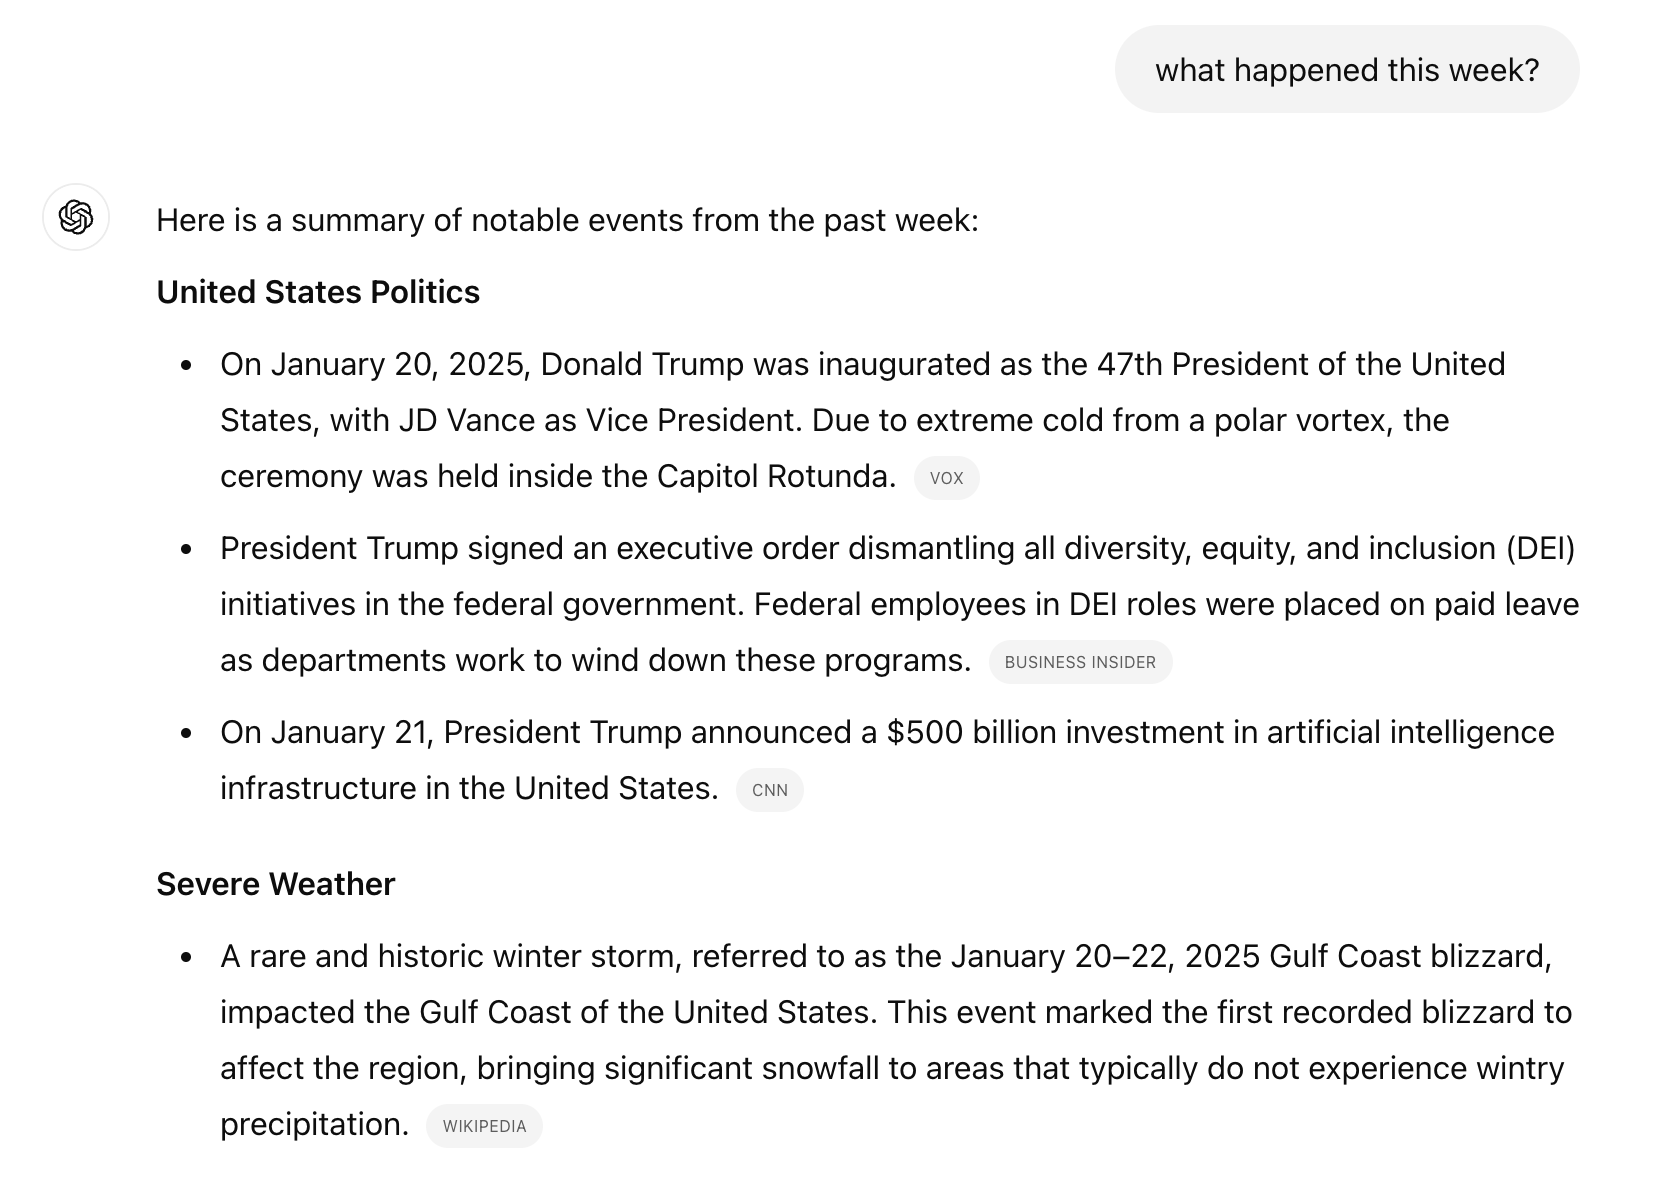 what happened this week?
Here is a summary of notable events from the past week:
United States Politics
• On January 20, 2025, Donald Trump was inaugurated as the 47th President of the United
States, with JD Vance as Vice President. Due to extreme cold from a polar vortex, the
ceremony was held inside the Capitol Rotunda. VOX
• President Trump signed an executive order dismantling all diversity, equity, and inclusion (DEI)
initiatives in the federal government. Federal employees in DEI roles were placed on paid leave
as departments work to wind down these programs. BUSINESS INSIDER
• On January 21, President Trump announced a $500 billion investment in artificial intelligence
infrastructure in the United States. CNN
Severe Weather
• A rare and historic winter storm, referred to as the January 20–22, 2025 Gulf Coast blizzard,
impacted the Gulf Coast of the United States. This event marked the first recorded blizzard to
affect the region, bringing significant snowfall to areas that typically do not experience wintry
precipitation. WIKIPEDIA